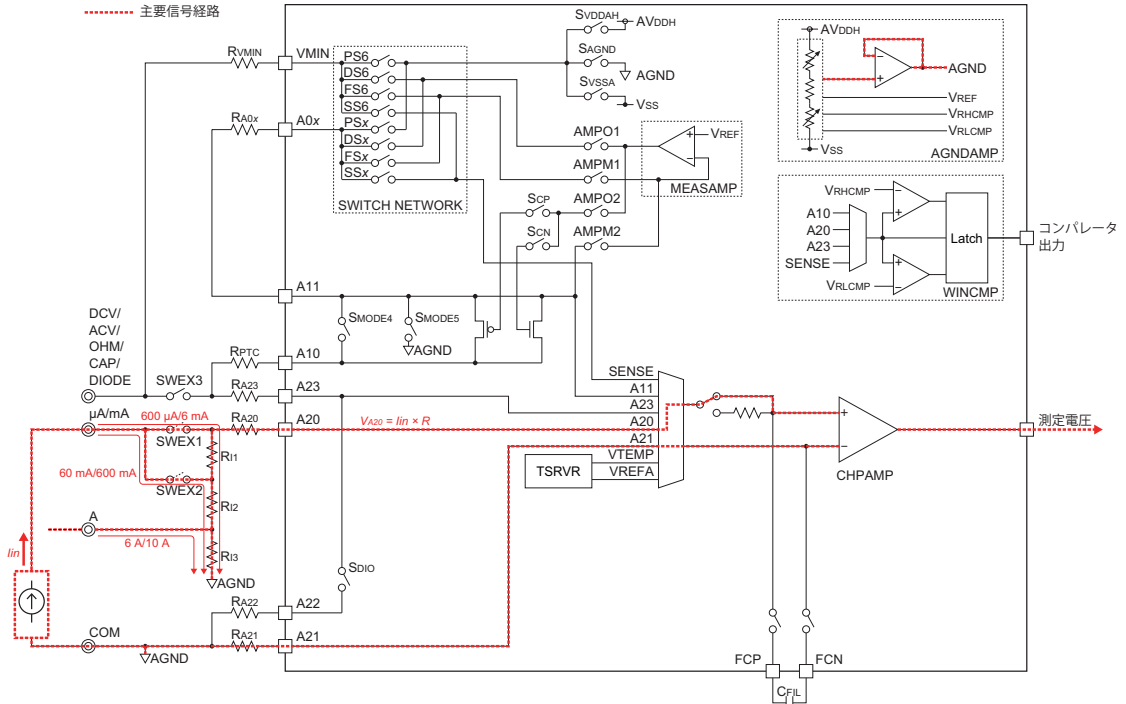 主要信号経路
RVMIN
VMIN
PS6
DS6
FS6
SS6
PSx
DSx
FSx
SSx
SWITCH NETWORK
RA0x
A0x
SVDDAH
AVDDH
SAGND
AGND
SVSSA
VSS
AMPO1
AMPM1
AMPO2
AMPM2
VREF
MEASAMP
SCP
SCN
AVDDH
AGND
VREF
VRHCMP
VRLCMP
VSS
AGNDAMP
VRHCMP
A10
A20
A23
SENSE
VRLCMP
Latch
WINCMP
コンパレータ
出力
A11
SMODE4
SMODE5
AGND
DCV/
ACV/
OHM/
CAP/
DIODE
SWEX3
RPTC
A10
RA23
A23
µA/mA
600 µA/6 mA
SWEX1
RA20
A20
VA20 = Iin × R
RI1
60 mA/600 mA
SWEX2
RI2
A
6 A/10 A
RI3
AGND
Iin
SENSE
A11
A23
A20
A21
VTEMP
VREFA
TSRVR
CHPAMP
測定電圧
SDIO
RA22
A22
COM
RA21
A21
AGND
FCP
FCN
CFIL